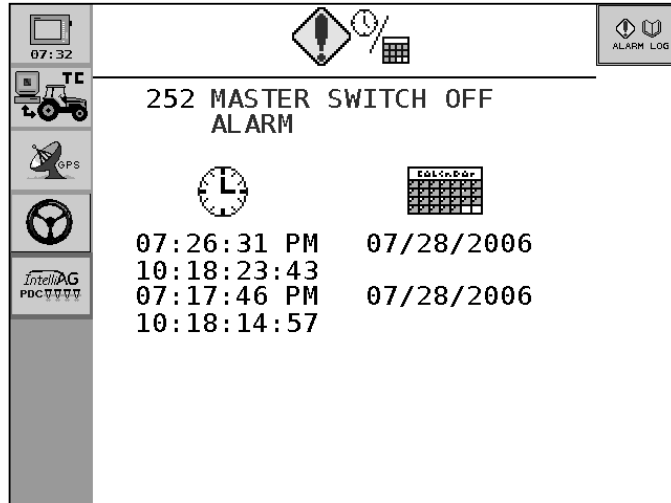 07:32
TC
GPS
IntelliAG
PDC
ALARM LOG
252 MASTER SWITCH OFF
ALARM
CALENDAR
07:26:31 PM 07/28/2006
10:18:23:43
07:17:46 PM 07/28/2006
10:18:14:57